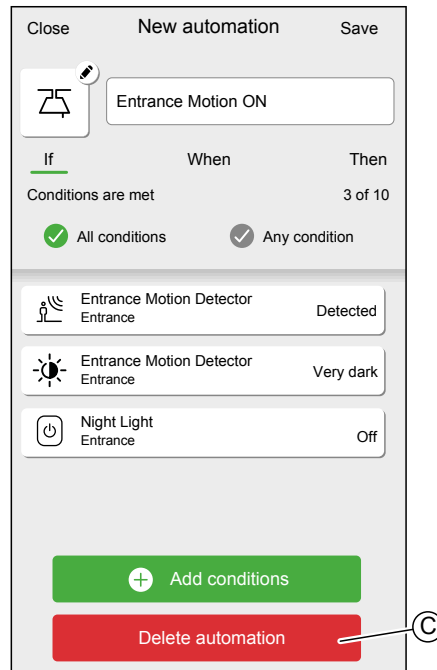 Close New automation Save
Entrance Motion ON
If When Then
Conditions are met 3 of 10
All conditions Any condition
Entrance Motion Detector
Entrance Detected
Entrance Motion Detector
Entrance Very dark
Night Light
Entrance Off
Add conditions
Delete automation C